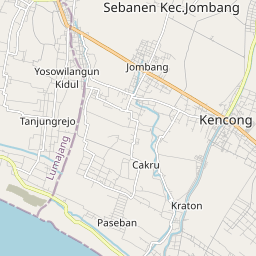 Sebanen Kec.Jombang
Jombang
Yosowilangun
Kidul
Tanjungrejo
Kencong
Lumajang
Cakru
Kraton
Paseban